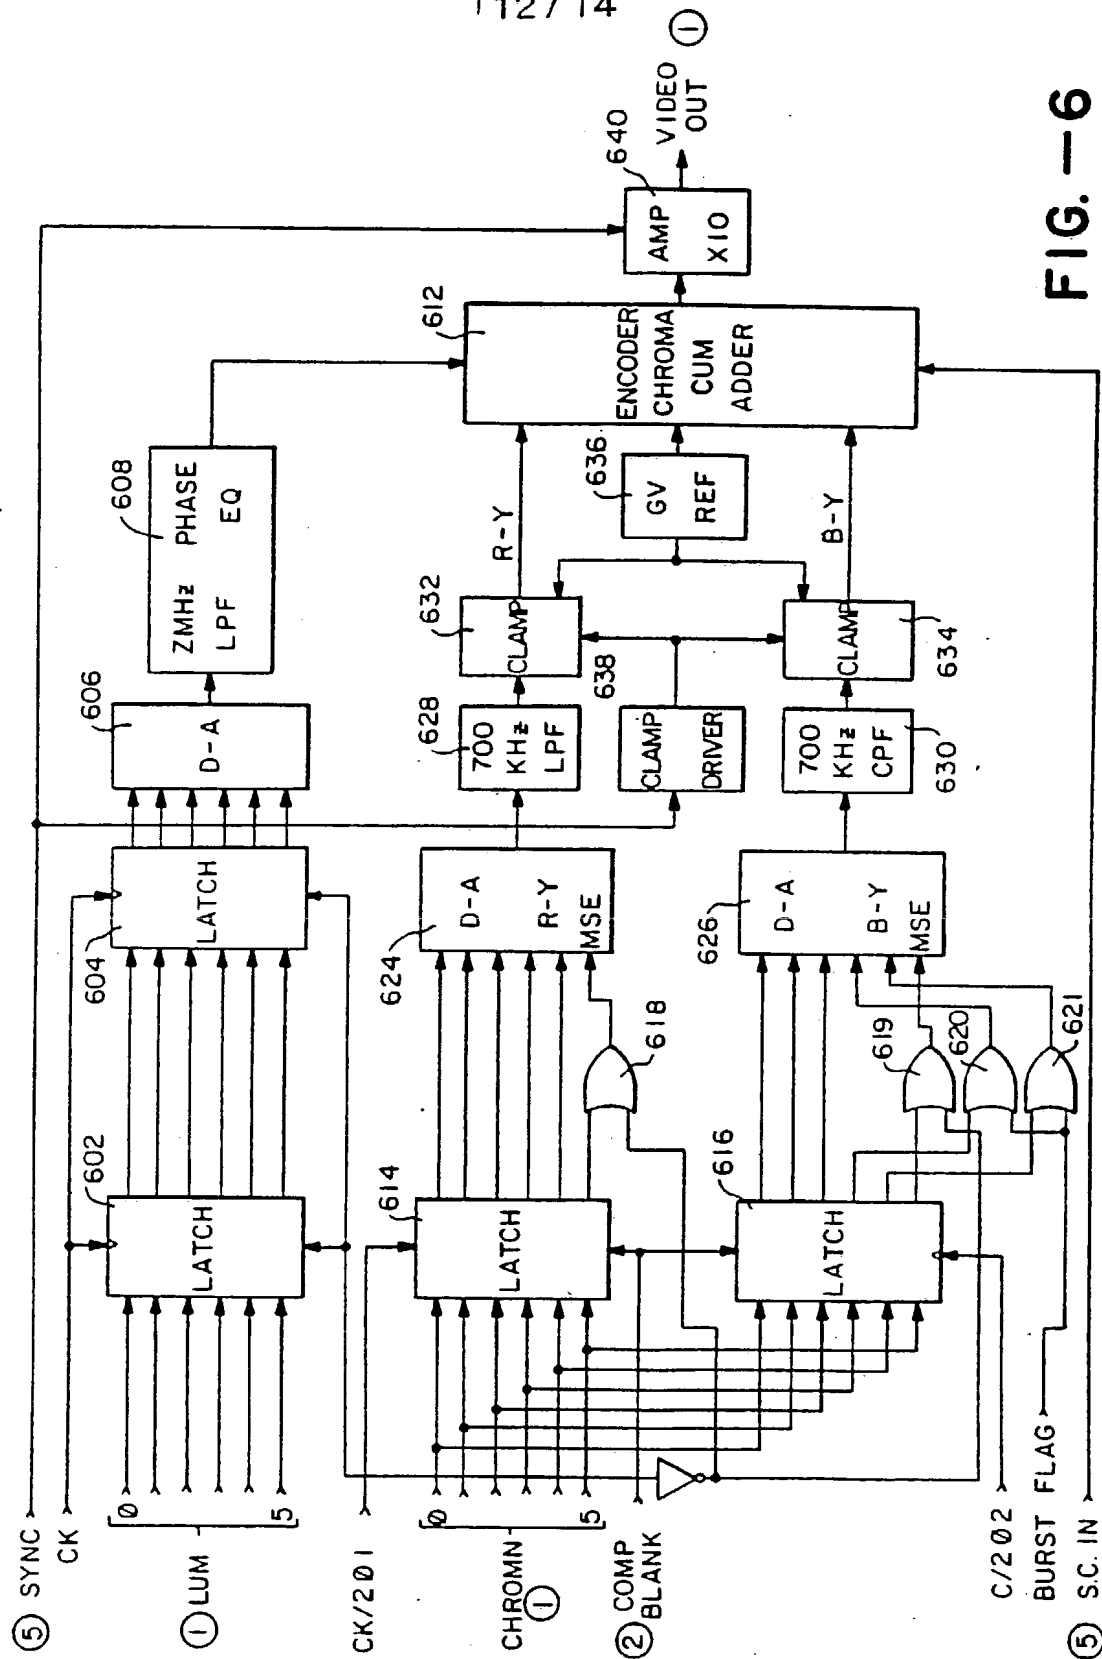 112/14
⑤ SYNC
CK
① LUM
0
5
CK/201
CHROMN
①
0
5
② COMP
BLANK
C/202
BURST FLAG
⑤ S.C. IN
602
LATCH
604
LATCH
606
D-A
608
ZMHz PHASE
LPF EQ
614
LATCH
616
LATCH
618
619
620
621
624
D-A
R-Y
MSE
626
D-A
B-Y
MSE
628
700
KHz
LPF
630
700
KHz
CPF
632
CLAMP
634
CLAMP
638
CLAMP
DRIVER
636
GV
REF
R-Y
B-Y
612
ENCODER
CHROMA
CUM
ADDER
640
AMP
X10
VIDEO
OUT
①
FIG.—6